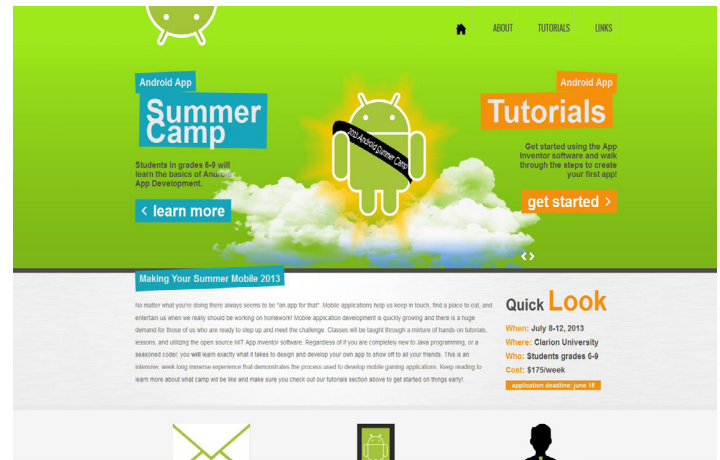 ABOUT TUTORIALS LINKS
Android App
Summer
Camp
Students in grades 6-9 will
learn the basics of Android
App Development.
< learn more
2013 Android Summer Camp
Android App
Tutorials
Get started using the App
Inventor software and walk
through the steps to create
your first app!
get started >
Making Your Summer Mobile 2013
No matter what you're doing there always seems to be "an app for that". Mobile applications help us keep in touch, find a place to eat, and
entertain us when we really should be working on homework! Mobile application development is quickly growing and there is a huge
demand for those of us who are ready to step up and meet the challenge. Classes will be taught through a mixture of hands-on tutorials,
lessons, and utilizing the open source MIT App Inventor software. Regardless of if you are completely new to Java programming, or a
seasoned coder, you will learn exactly what it takes to design and develop your own app to show off to all your friends. This is an
intensive, week long immerse experience that demonstrates the process used to develop mobile gaming applications. Keep reading to
learn more about what camp will be like and make sure you check out our tutorials section above to get started on things early!
Quick Look
When: July 8-12, 2013
Where: Clarion University
Who: Students grades 6-9
Cost: $175/week
application deadline: june 18